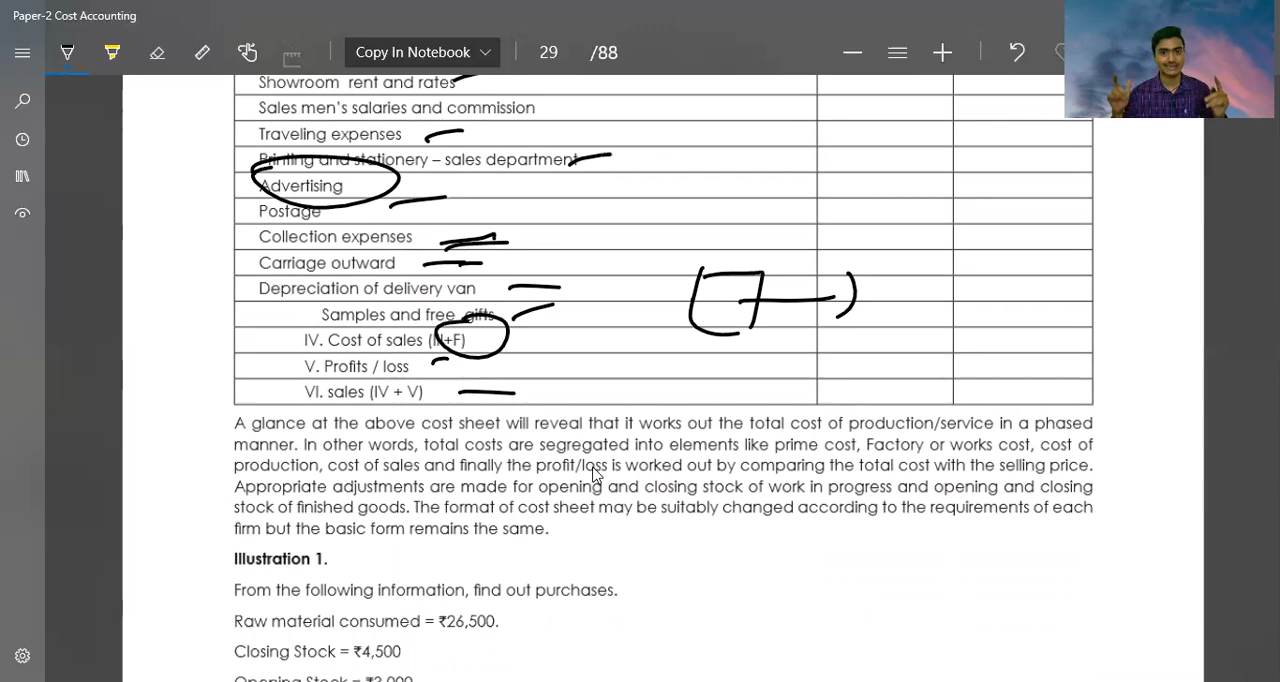 Paper-2 Cost Accounting
Copy In Notebook
29 /88
Showroom rent and rates
Sales men's salaries and commission
Traveling expenses
Printing and stationery – sales department
Advertising
Postage
Collection expenses
Carriage outward
Depreciation of delivery van
Samples and free gifts
IV. Cost of sales (III+F)
V. Profits / loss
VI. sales (IV + V)
A glance at the above cost sheet will reveal that it works out the total cost of production/service in a phased
manner. In other words, total costs are segregated into elements like prime cost, Factory or works cost, cost of
production, cost of sales and finally the profit/loss is worked out by comparing the total cost with the selling price.
Appropriate adjustments are made for opening and closing stock of work in progress and opening and closing
stock of finished goods. The format of cost sheet may be suitably changed according to the requirements of each
firm but the basic form remains the same.
Illustration 1.
From the following information, find out purchases.
Raw material consumed = ₹26,500.
Closing Stock = ₹4,500
Opening Stock = ₹3,000